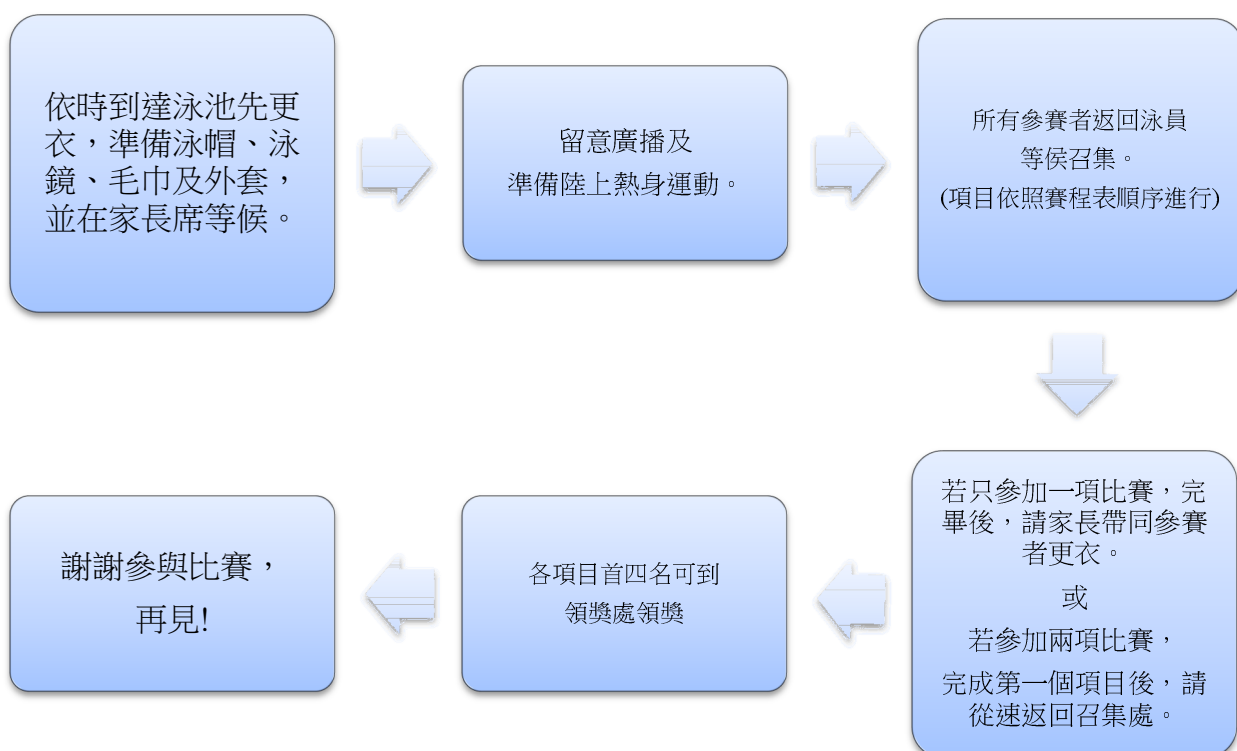 依時到達泳池先更
衣，準備泳帽、泳
鏡、毛巾及外套，
並在家長席等候。
留意廣播及
準備陸上熱身運動。
所有參賽者返回泳員
等侯召集。
(項目依照賽程表順序進行)
若只參加一項比賽，完
畢後，請家長帶同參賽
者更衣。
或
若參加兩項比賽，
完成第一個項目後，請
從速返回召集處。
各項目首四名可到
領獎處領獎
謝謝參與比賽，
再見!